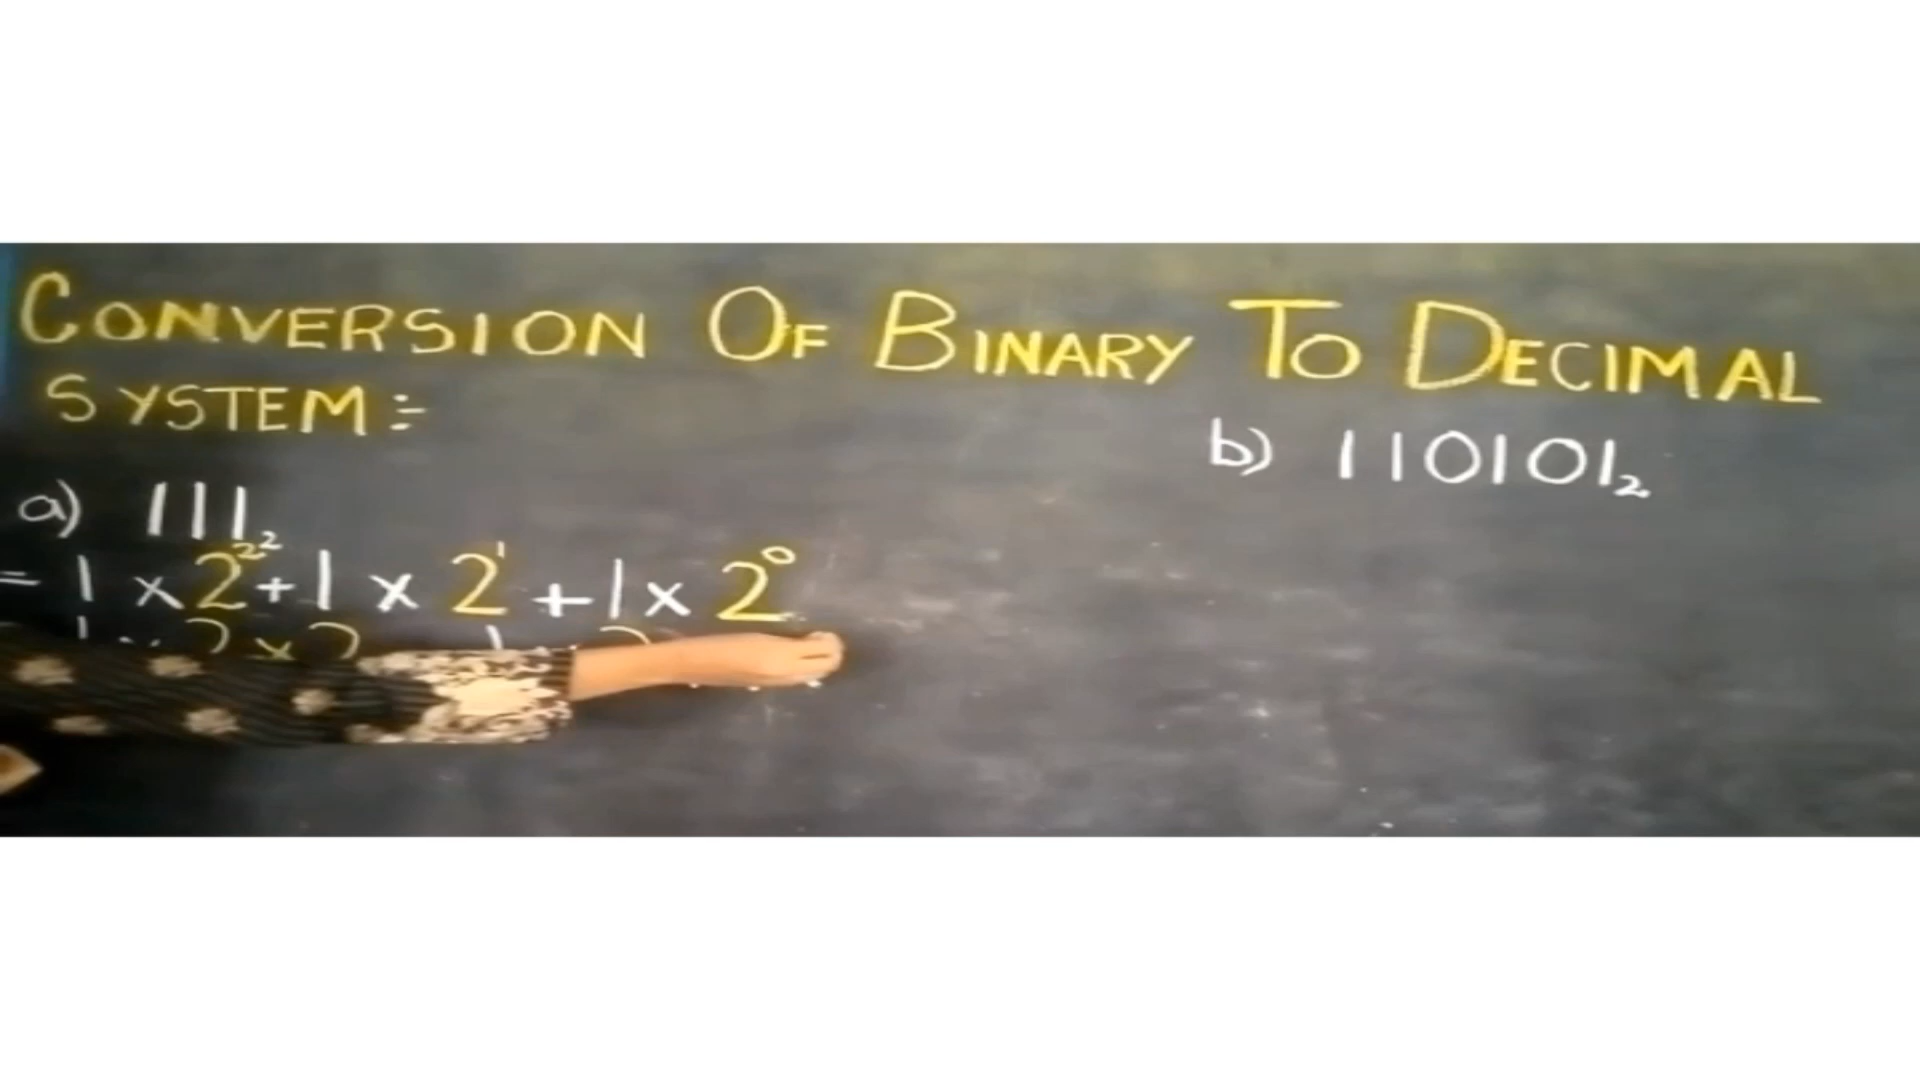 CONVERSION OF BINARY TO DECIMAL
SYSTEM:-
a) 111₂
= 1 × 2² + 1 × 2¹ + 1 × 2⁰
b) 110101₂